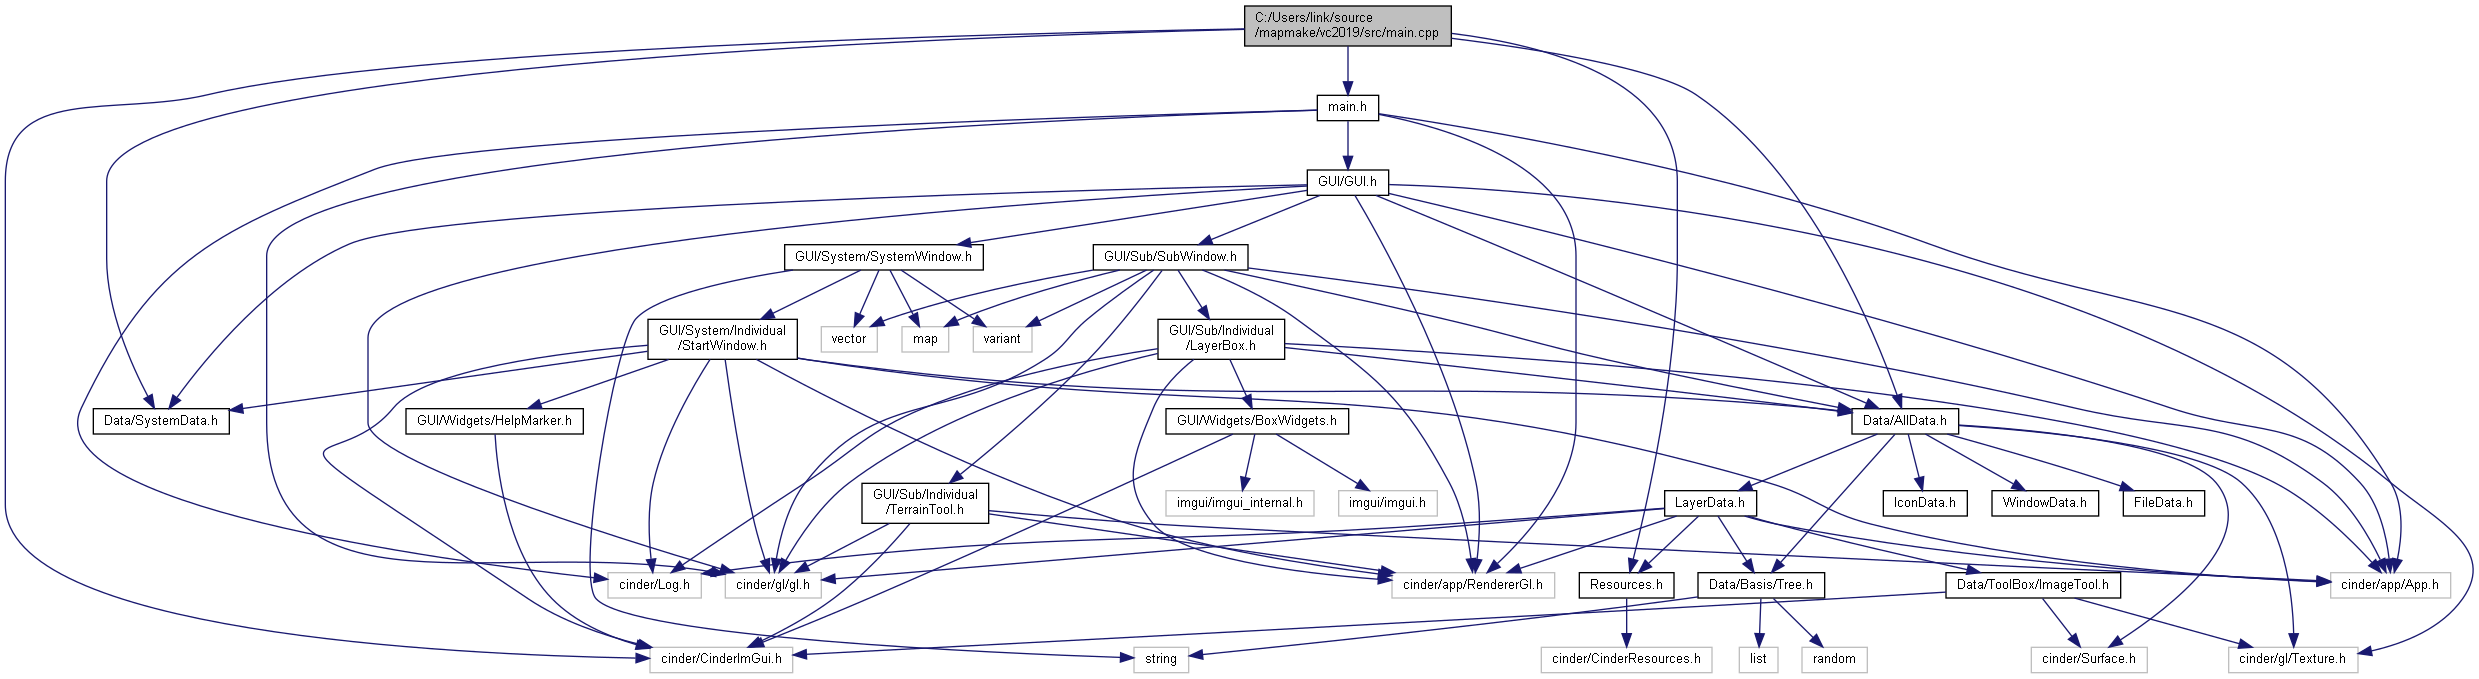 C:/Users/link/source
/mapmake/vc2019/src/main.cpp
main.h
GUI/GUI.h
GUI/System/SystemWindow.h
GUI/Sub/SubWindow.h
GUI/System/Individual
/StartWindow.h
vector
map
variant
GUI/Sub/Individual
/LayerBox.h
Data/SystemData.h
GUI/Widgets/HelpMarker.h
GUI/Widgets/BoxWidgets.h
Data/AllData.h
GUI/Sub/Individual
/TerrainTool.h
imgui/imgui_internal.h
imgui/imgui.h
LayerData.h
IconData.h
WindowData.h
FileData.h
cinder/Log.h
cinder/gl/gl.h
cinder/app/RendererGl.h
Resources.h
Data/Basis/Tree.h
Data/ToolBox/ImageTool.h
cinder/app/App.h
cinder/CinderImGui.h
string
cinder/CinderResources.h
list
random
cinder/Surface.h
cinder/gl/Texture.h